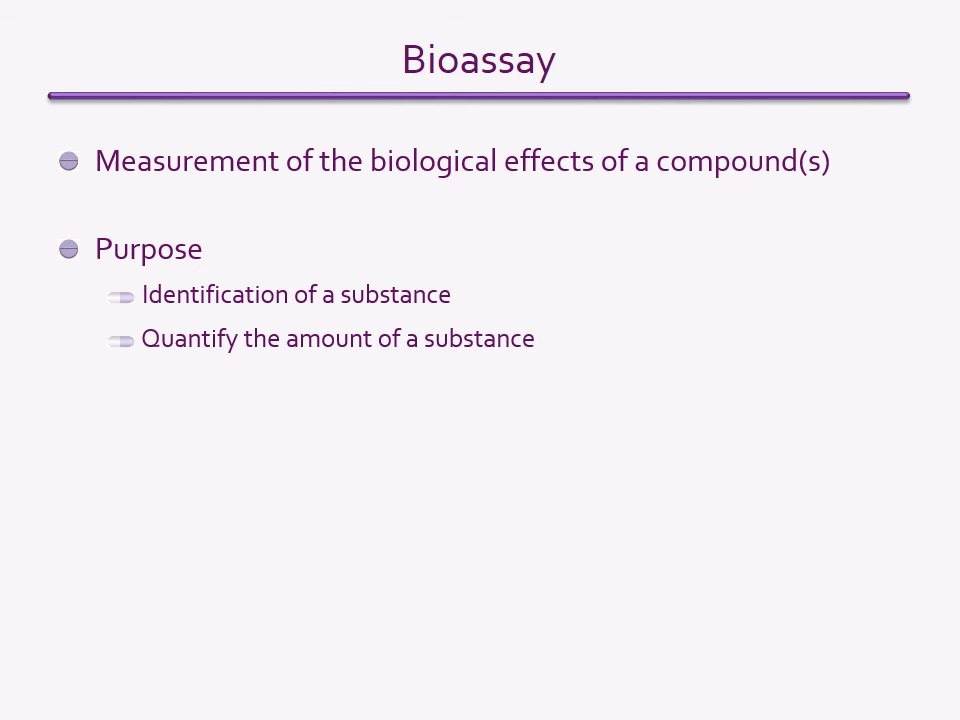 Bioassay
Measurement of the biological effects of a compound(s)
Purpose
Identification of a substance
Quantify the amount of a substance